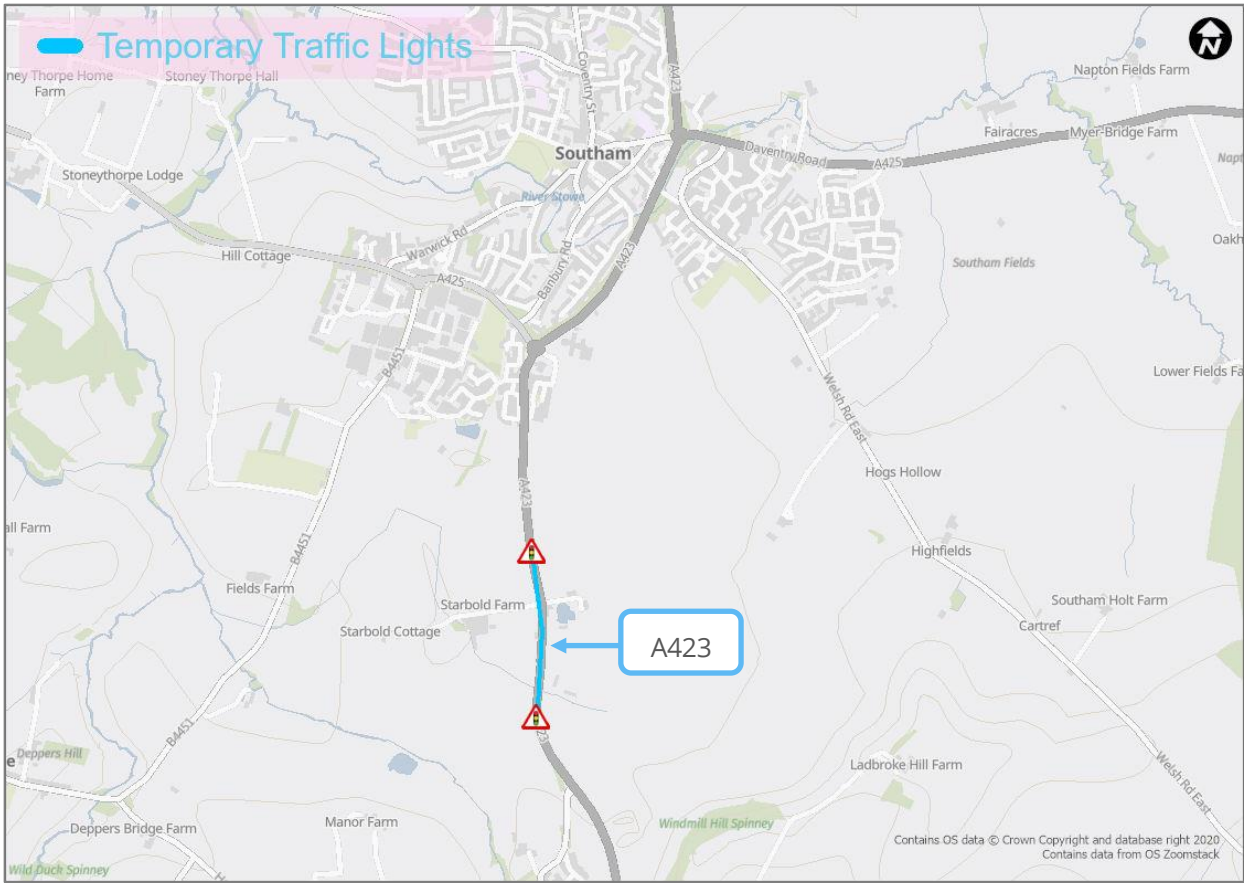 Temporary Traffic Lights
N
ney Thorpe Home
Farm
Stoney Thorpe Hall
Coventry St
A423
Napton Fields Farm
Fairacres
Myer-Bridge Farm
Southam
Daventry Road
A425
Stoneythorpe Lodge
River Stowe
Warwick Rd
Hill Cottage
A425
Banbury Rd
A423
Southam Fields
Oakh
Lower Fields Fa
B4451
Welsh Rd East
A423
Hogs Hollow
all Farm
B4451
Highfields
Fields Farm
Starbold Farm
Southam Holt Farm
Starbold Cottage
Cartref
A423
B4451
23
Deppers Hill
e
Ladbroke Hill Farm
Welsh Rd East
Deppers Bridge Farm
Manor Farm
Windmill Hill Spinney
Contains OS data © Crown Copyright and database right 2020
Contains data from OS Zoomstack
Wild Duck Spinney